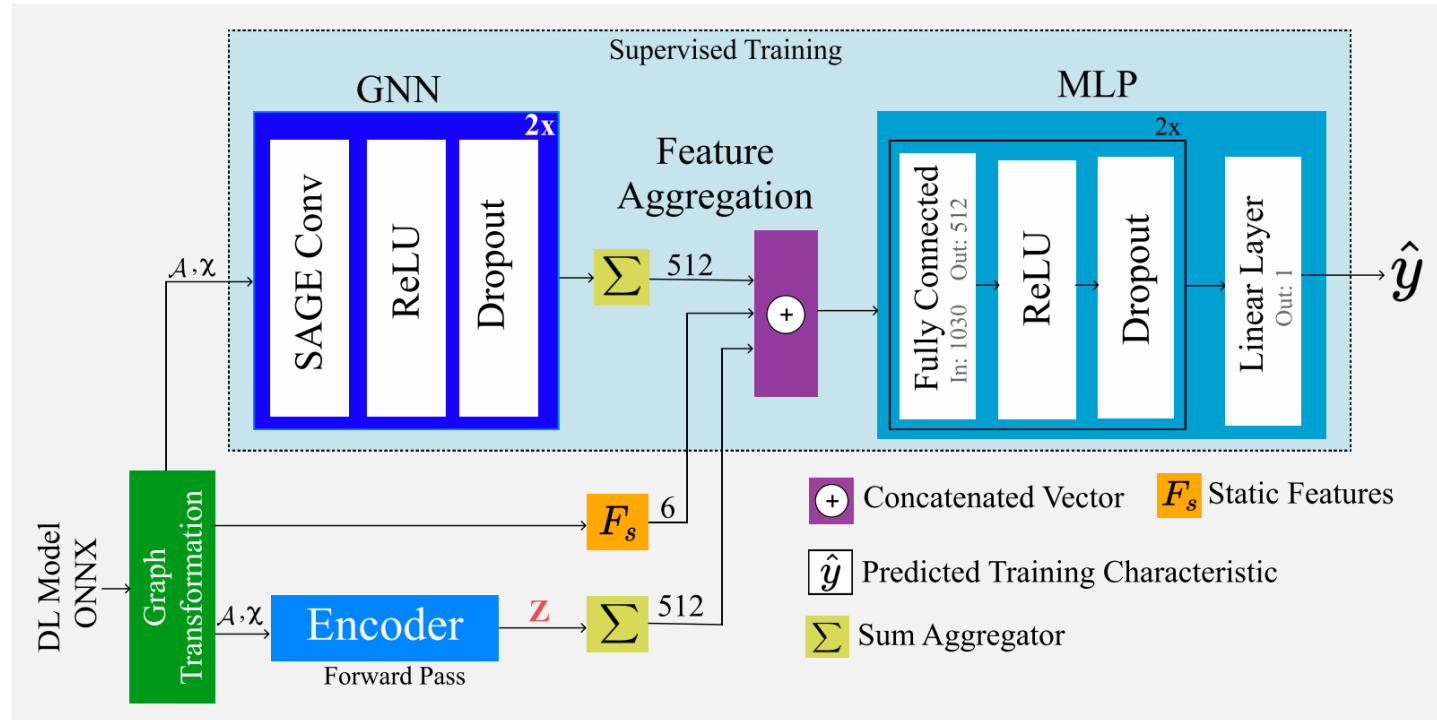 Supervised Training
GNN
MLP
2x
2x
Feature
Aggregation
SAGE Conv
ReLU
Dropout
Fully Connected
In: 1030 Out: 512
ReLU
Dropout
Linear Layer
Out: 1
𝒜,χ
∑
512
+
ŷ
DL Model
ONNX
Graph
Transformation
Fₛ
6
𝒜,χ
Encoder
Forward Pass
Z
∑
512
+ Concatenated Vector
Fₛ Static Features
ŷ Predicted Training Characteristic
∑ Sum Aggregator